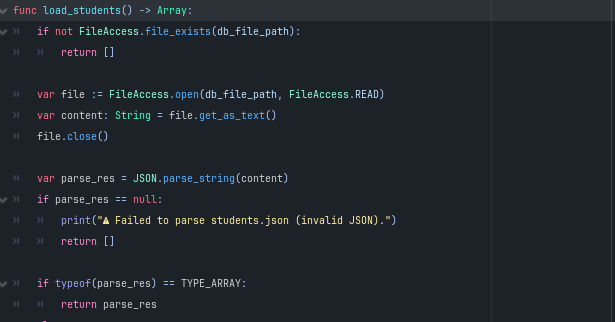 func load_students() -> Array:
if not FileAccess.file_exists(db_file_path):
return []
var file := FileAccess.open(db_file_path, FileAccess.READ)
var content: String = file.get_as_text()
file.close()
var parse_res = JSON.parse_string(content)
if parse_res == null:
print("⚠ Failed to parse students.json (invalid JSON).")
return []
if typeof(parse_res) == TYPE_ARRAY:
return parse_res